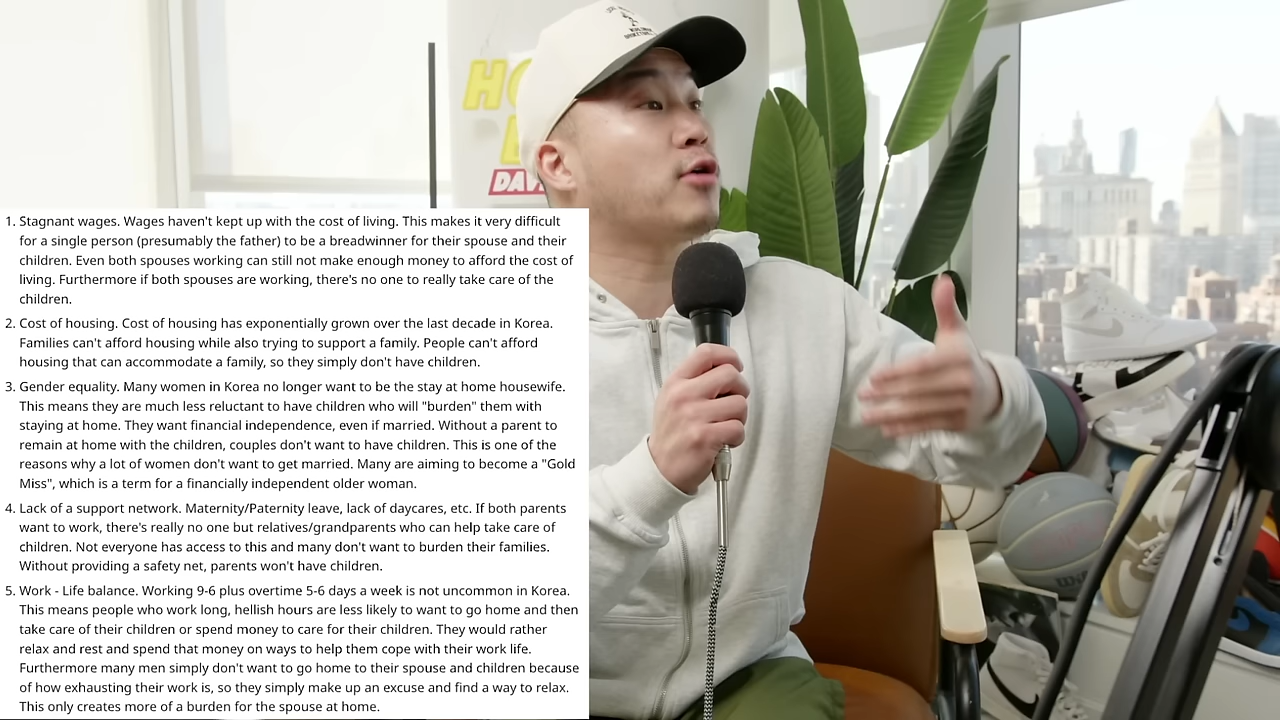 HO
DAV
1. Stagnant wages. Wages haven't kept up with the cost of living. This makes it very difficult
for a single person (presumably the father) to be a breadwinner for their spouse and their
children. Even both spouses working can still not make enough money to afford the cost of
living. Furthermore if both spouses are working, there's no one to really take care of the
children.
2. Cost of housing. Cost of housing has exponentially grown over the last decade in Korea.
Families can't afford housing while also trying to support a family. People can't afford
housing that can accommodate a family, so they simply don't have children.
3. Gender equality. Many women in Korea no longer want to be the stay at home housewife.
This means they are much less reluctant to have children who will "burden" them with
staying at home. They want financial independence, even if married. Without a parent to
remain at home with the children, couples don't want to have children. This is one of the
reasons why a lot of women don't want to get married. Many are aiming to become a "Gold
Miss", which is a term for a financially independent older woman.
4. Lack of a support network. Maternity/Paternity leave, lack of daycares, etc. If both parents
want to work, there's really no one but relatives/grandparents who can help take care of
children. Not everyone has access to this and many don't want to burden their families.
Without providing a safety net, parents won't have children.
5. Work - Life balance. Working 9-6 plus overtime 5-6 days a week is not uncommon in Korea.
This means people who work long, hellish hours are less likely to want to go home and then
take care of their children or spend money to care for their children. They would rather
relax and rest and spend that money on ways to help them cope with their work life.
Furthermore many men simply don't want to go home to their spouse and children because
of how exhausting their work is, so they simply make up an excuse and find a way to relax.
This only creates more of a burden for the spouse at home.